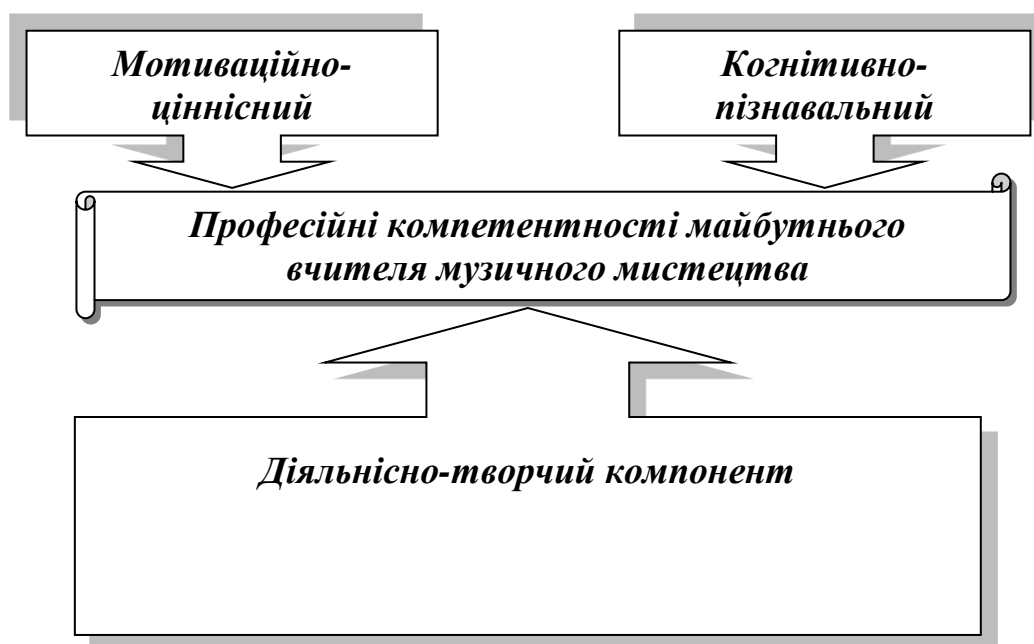 Мотиваційно-
ціннісний
Когнітивно-
пізнавальний
Професійні компетентності майбутнього
вчителя музичного мистецтва
Діяльнісно-творчий компонент